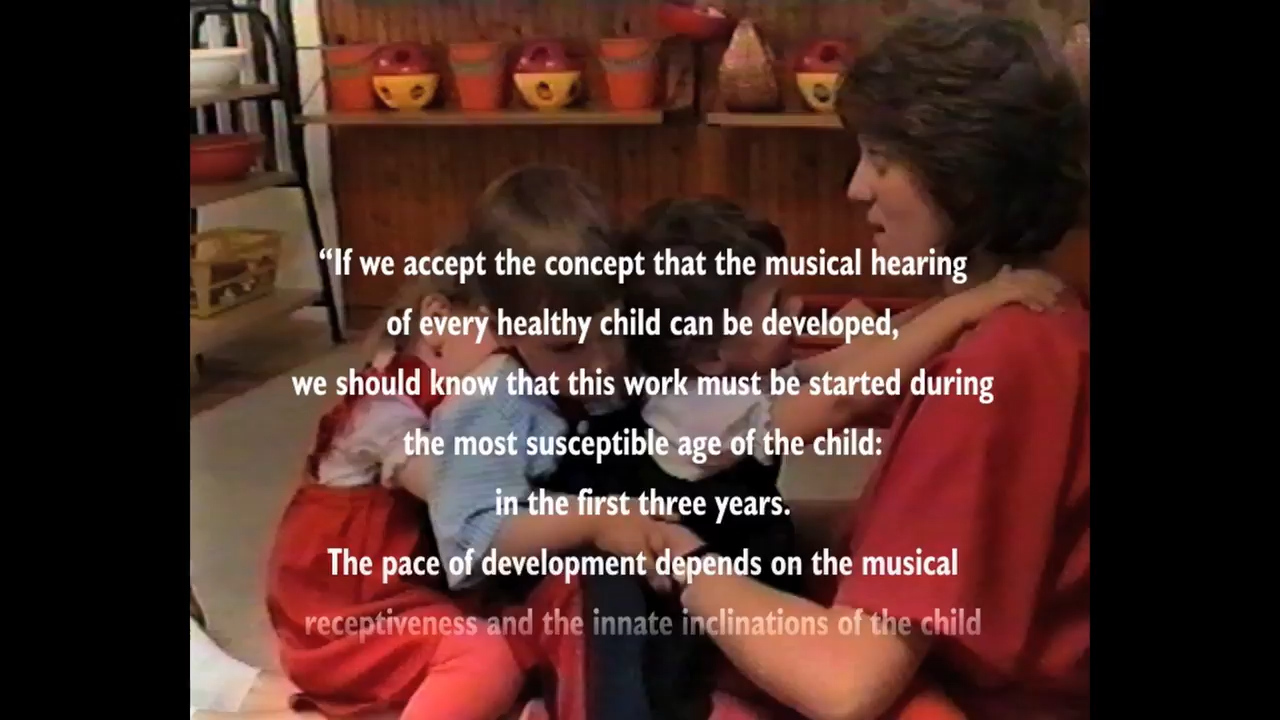 “If we accept the concept that the musical hearing
of every healthy child can be developed,
we should know that this work must be started during
the most susceptible age of the child:
in the first three years.
The pace of development depends on the musical
receptiveness and the innate inclinations of the child